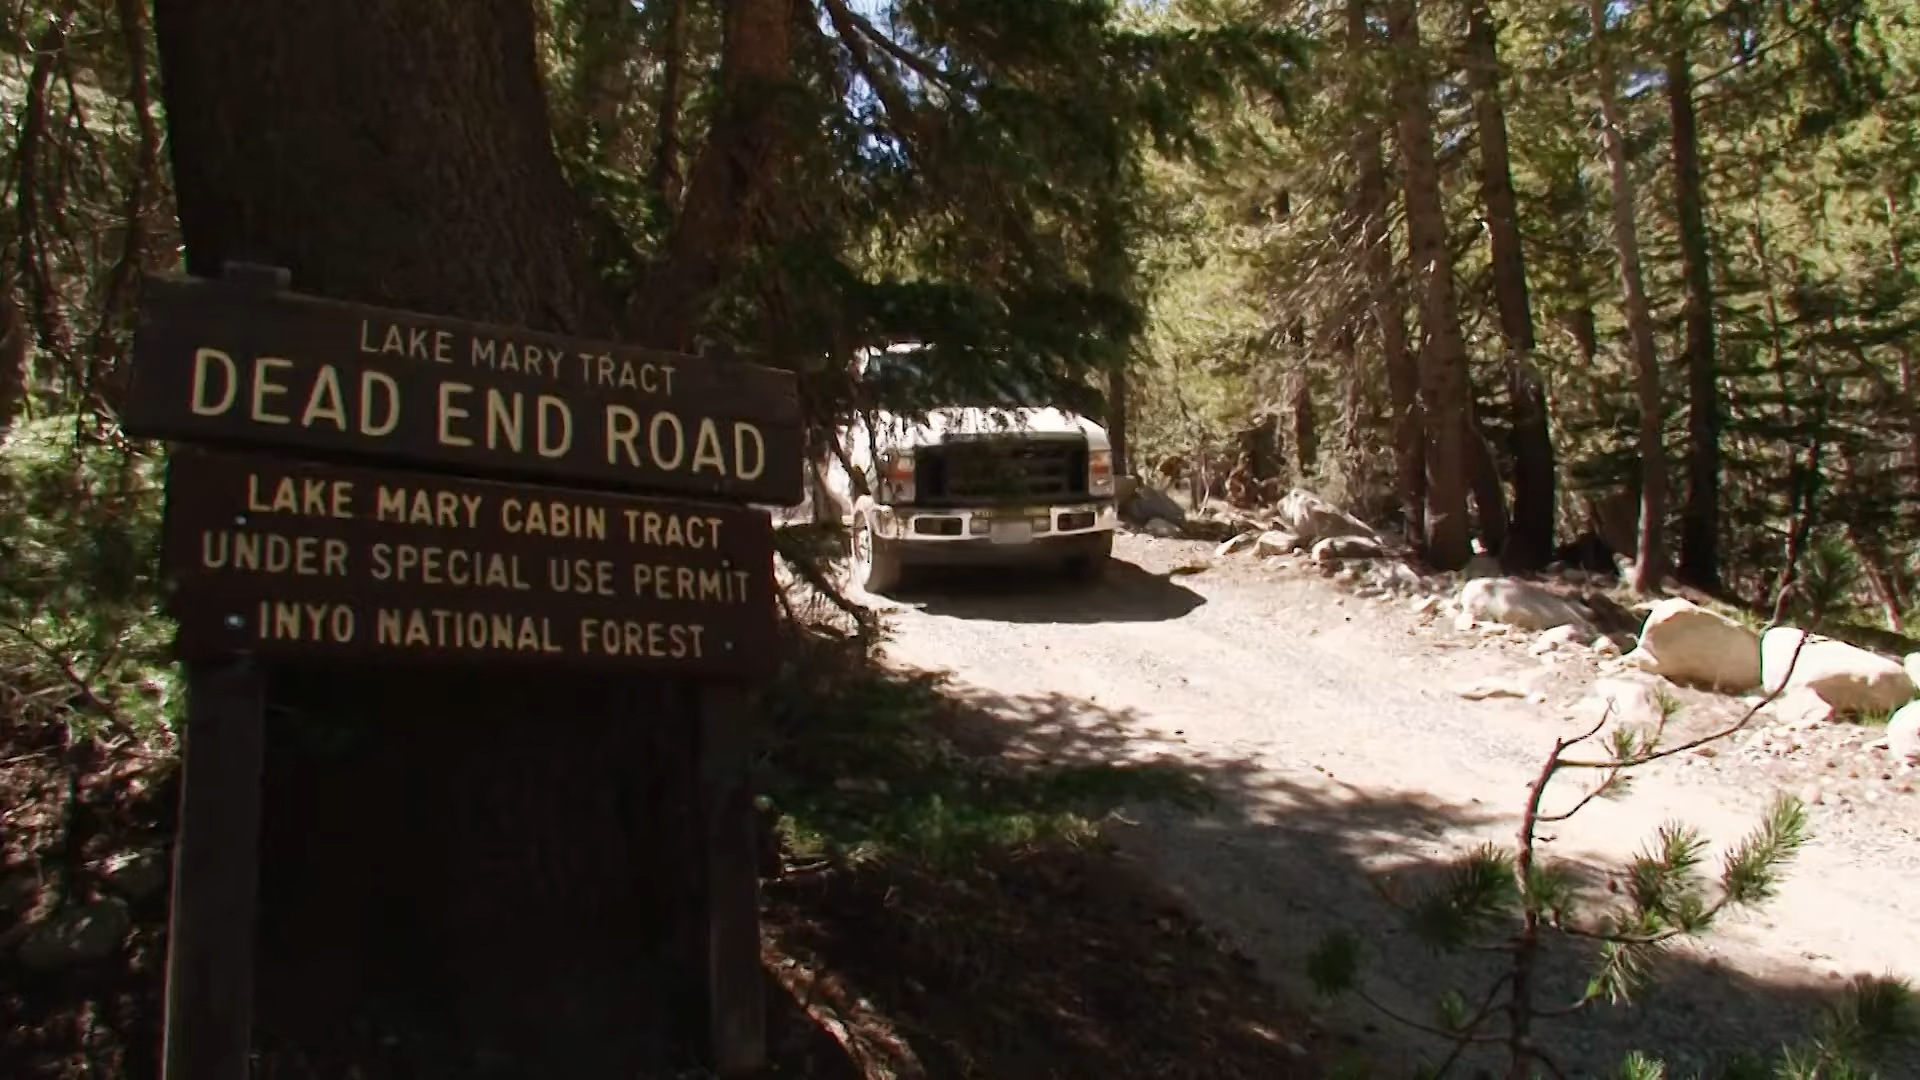 LAKE MARY TRACT
DEAD END ROAD
LAKE MARY CABIN TRACT
UNDER SPECIAL USE PERMIT
INYO NATIONAL FOREST